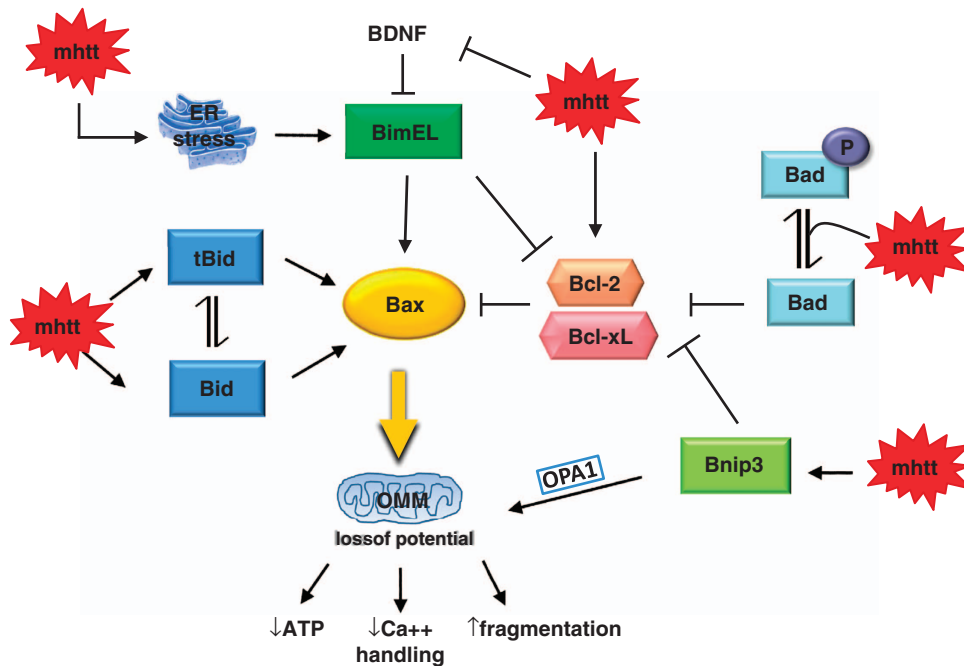 mhtt
BDNF
mhtt
ER
stress
BimEL
P
Bad
mhtt
tBid
Bcl-2
Bad
mhtt
Bax
Bcl-xL
Bid
OPA1
Bnip3
mhtt
OMM
lossof potential
↓ATP
↓Ca++
handling
↑fragmentation